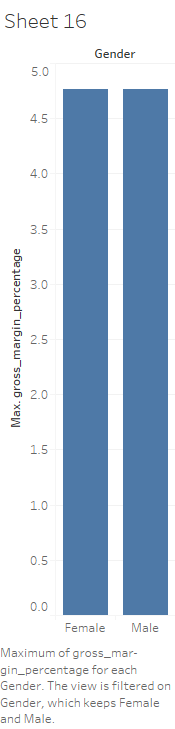 Sheet 16
Gender
5.0
4.5
4.0
3.5
3.0
2.5
2.0
1.5
1.0
0.5
0.0
Max. gross_margin_percentage
Female Male
Maximum of gross_mar-
gin_percentage for each
Gender. The view is filtered on
Gender, which keeps Female
and Male.